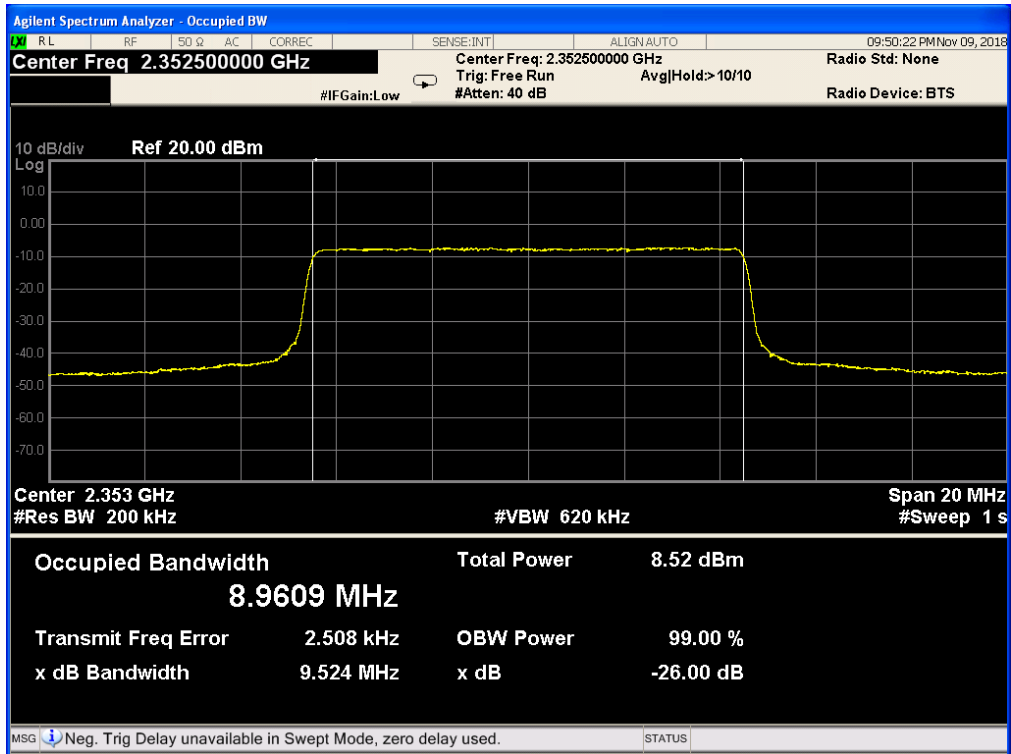 Agilent Spectrum Analyzer - Occupied BW
LXI RL RF 50 Ω AC CORREC SENSE:INT ALIGN AUTO 09:50:22 PM Nov 09, 2018
Center Freq 2.352500000 GHz
Center Freq: 2.352500000 GHz
Radio Std: None
Trig: Free Run Avg|Hold:>10/10
#IFGain:Low #Atten: 40 dB Radio Device: BTS
10 dB/div Ref 20.00 dBm
Log
10.0
0.00
-10.0
-20.0
-30.0
-40.0
-50.0
-60.0
-70.0
Center 2.353 GHz Span 20 MHz
#Res BW 200 kHz #VBW 620 kHz #Sweep 1 s
Occupied Bandwidth Total Power 8.52 dBm
8.9609 MHz
Transmit Freq Error 2.508 kHz OBW Power 99.00 %
x dB Bandwidth 9.524 MHz x dB -26.00 dB
MSG Neg. Trig Delay unavailable in Swept Mode, zero delay used. STATUS